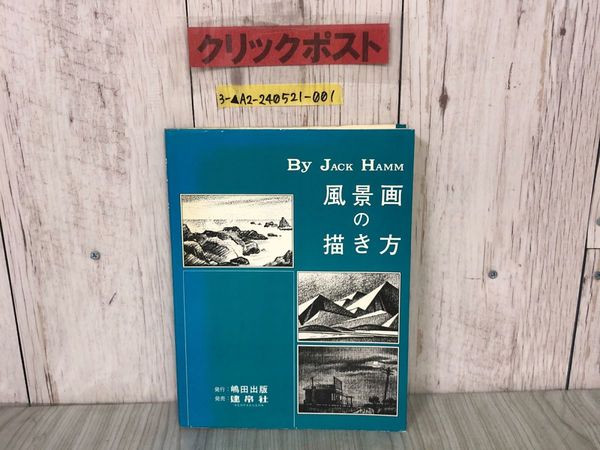 クリックポスト
3-▲A2-240521-001
By Jack Hamm
風景画
の
描き方
発行：嶋田出版
発売：建帛社